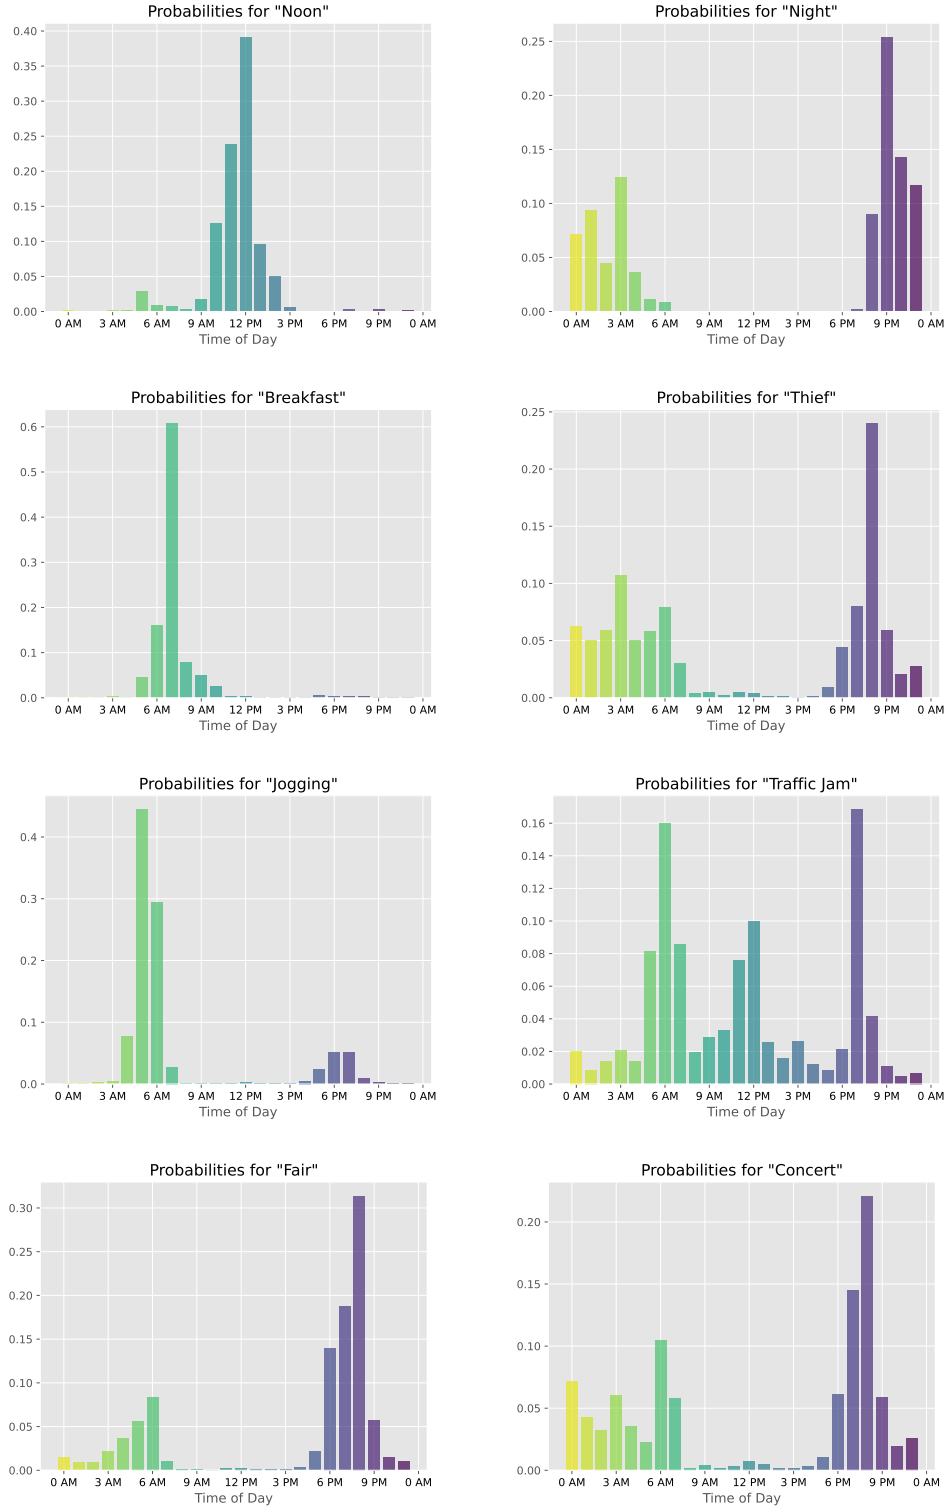 Probabilities for "Noon"
0.40
0.35
0.30
0.25
0.20
0.15
0.10
0.05
0.00
0 AM 3 AM 6 AM 9 AM 12 PM 3 PM 6 PM 9 PM 0 AM
Time of Day
Probabilities for "Night"
0.25
0.20
0.15
0.10
0.05
0.00
0 AM 3 AM 6 AM 9 AM 12 PM 3 PM 6 PM 9 PM 0 AM
Time of Day
Probabilities for "Breakfast"
0.6
0.5
0.4
0.3
0.2
0.1
0.0
0 AM 3 AM 6 AM 9 AM 12 PM 3 PM 6 PM 9 PM 0 AM
Time of Day
Probabilities for "Thief"
0.25
0.20
0.15
0.10
0.05
0.00
0 AM 3 AM 6 AM 9 AM 12 PM 3 PM 6 PM 9 PM 0 AM
Time of Day
Probabilities for "Jogging"
0.4
0.3
0.2
0.1
0.0
0 AM 3 AM 6 AM 9 AM 12 PM 3 PM 6 PM 9 PM 0 AM
Time of Day
Probabilities for "Traffic Jam"
0.16
0.14
0.12
0.10
0.08
0.06
0.04
0.02
0.00
0 AM 3 AM 6 AM 9 AM 12 PM 3 PM 6 PM 9 PM 0 AM
Time of Day
Probabilities for "Fair"
0.30
0.25
0.20
0.15
0.10
0.05
0.00
0 AM 3 AM 6 AM 9 AM 12 PM 3 PM 6 PM 9 PM 0 AM
Time of Day
Probabilities for "Concert"
0.20
0.15
0.10
0.05
0.00
0 AM 3 AM 6 AM 9 AM 12 PM 3 PM 6 PM 9 PM 0 AM
Time of Day